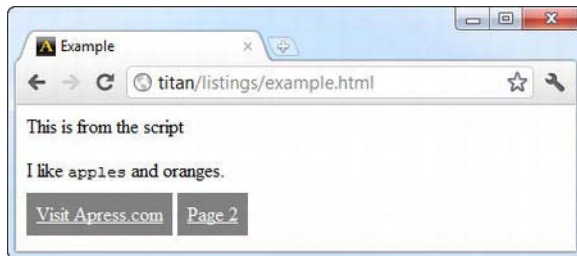 Example
titan/listings/example.html
This is from the script
I like apples and oranges.
Visit Apress.com Page 2